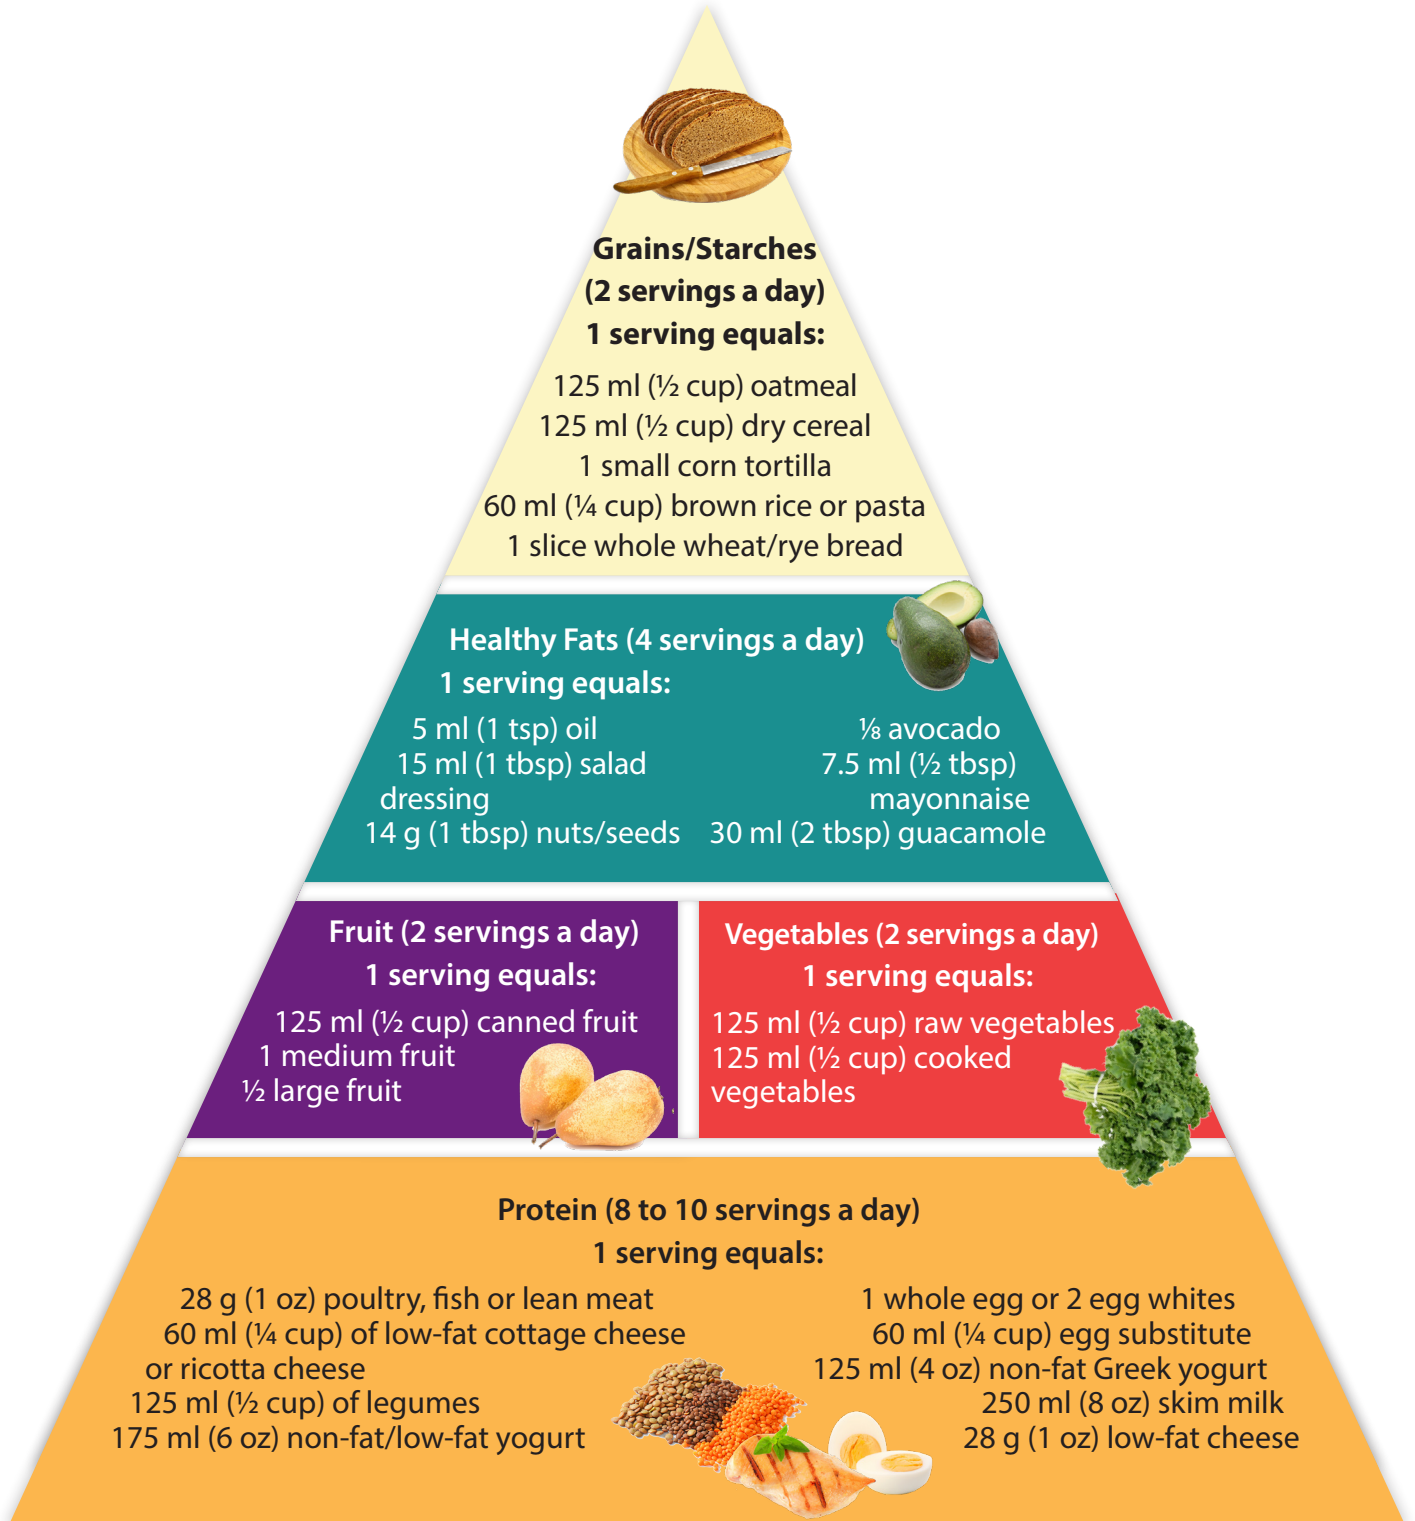 Grains/Starches
(2 servings a day)
1 serving equals:
125 ml (½ cup) oatmeal
125 ml (½ cup) dry cereal
1 small corn tortilla
60 ml (¼ cup) brown rice or pasta
1 slice whole wheat/rye bread
Healthy Fats (4 servings a day)
1 serving equals:
5 ml (1 tsp) oil
15 ml (1 tbsp) salad
dressing
14 g (1 tbsp) nuts/seeds
⅛ avocado
7.5 ml (½ tbsp)
mayonnaise
30 ml (2 tbsp) guacamole
Fruit (2 servings a day)
1 serving equals:
125 ml (½ cup) canned fruit
1 medium fruit
½ large fruit
Vegetables (2 servings a day)
1 serving equals:
125 ml (½ cup) raw vegetables
125 ml (½ cup) cooked
vegetables
Protein (8 to 10 servings a day)
1 serving equals:
28 g (1 oz) poultry, fish or lean meat
60 ml (¼ cup) of low-fat cottage cheese
or ricotta cheese
125 ml (½ cup) of legumes
175 ml (6 oz) non-fat/low-fat yogurt
1 whole egg or 2 egg whites
60 ml (¼ cup) egg substitute
125 ml (4 oz) non-fat Greek yogurt
250 ml (8 oz) skim milk
28 g (1 oz) low-fat cheese